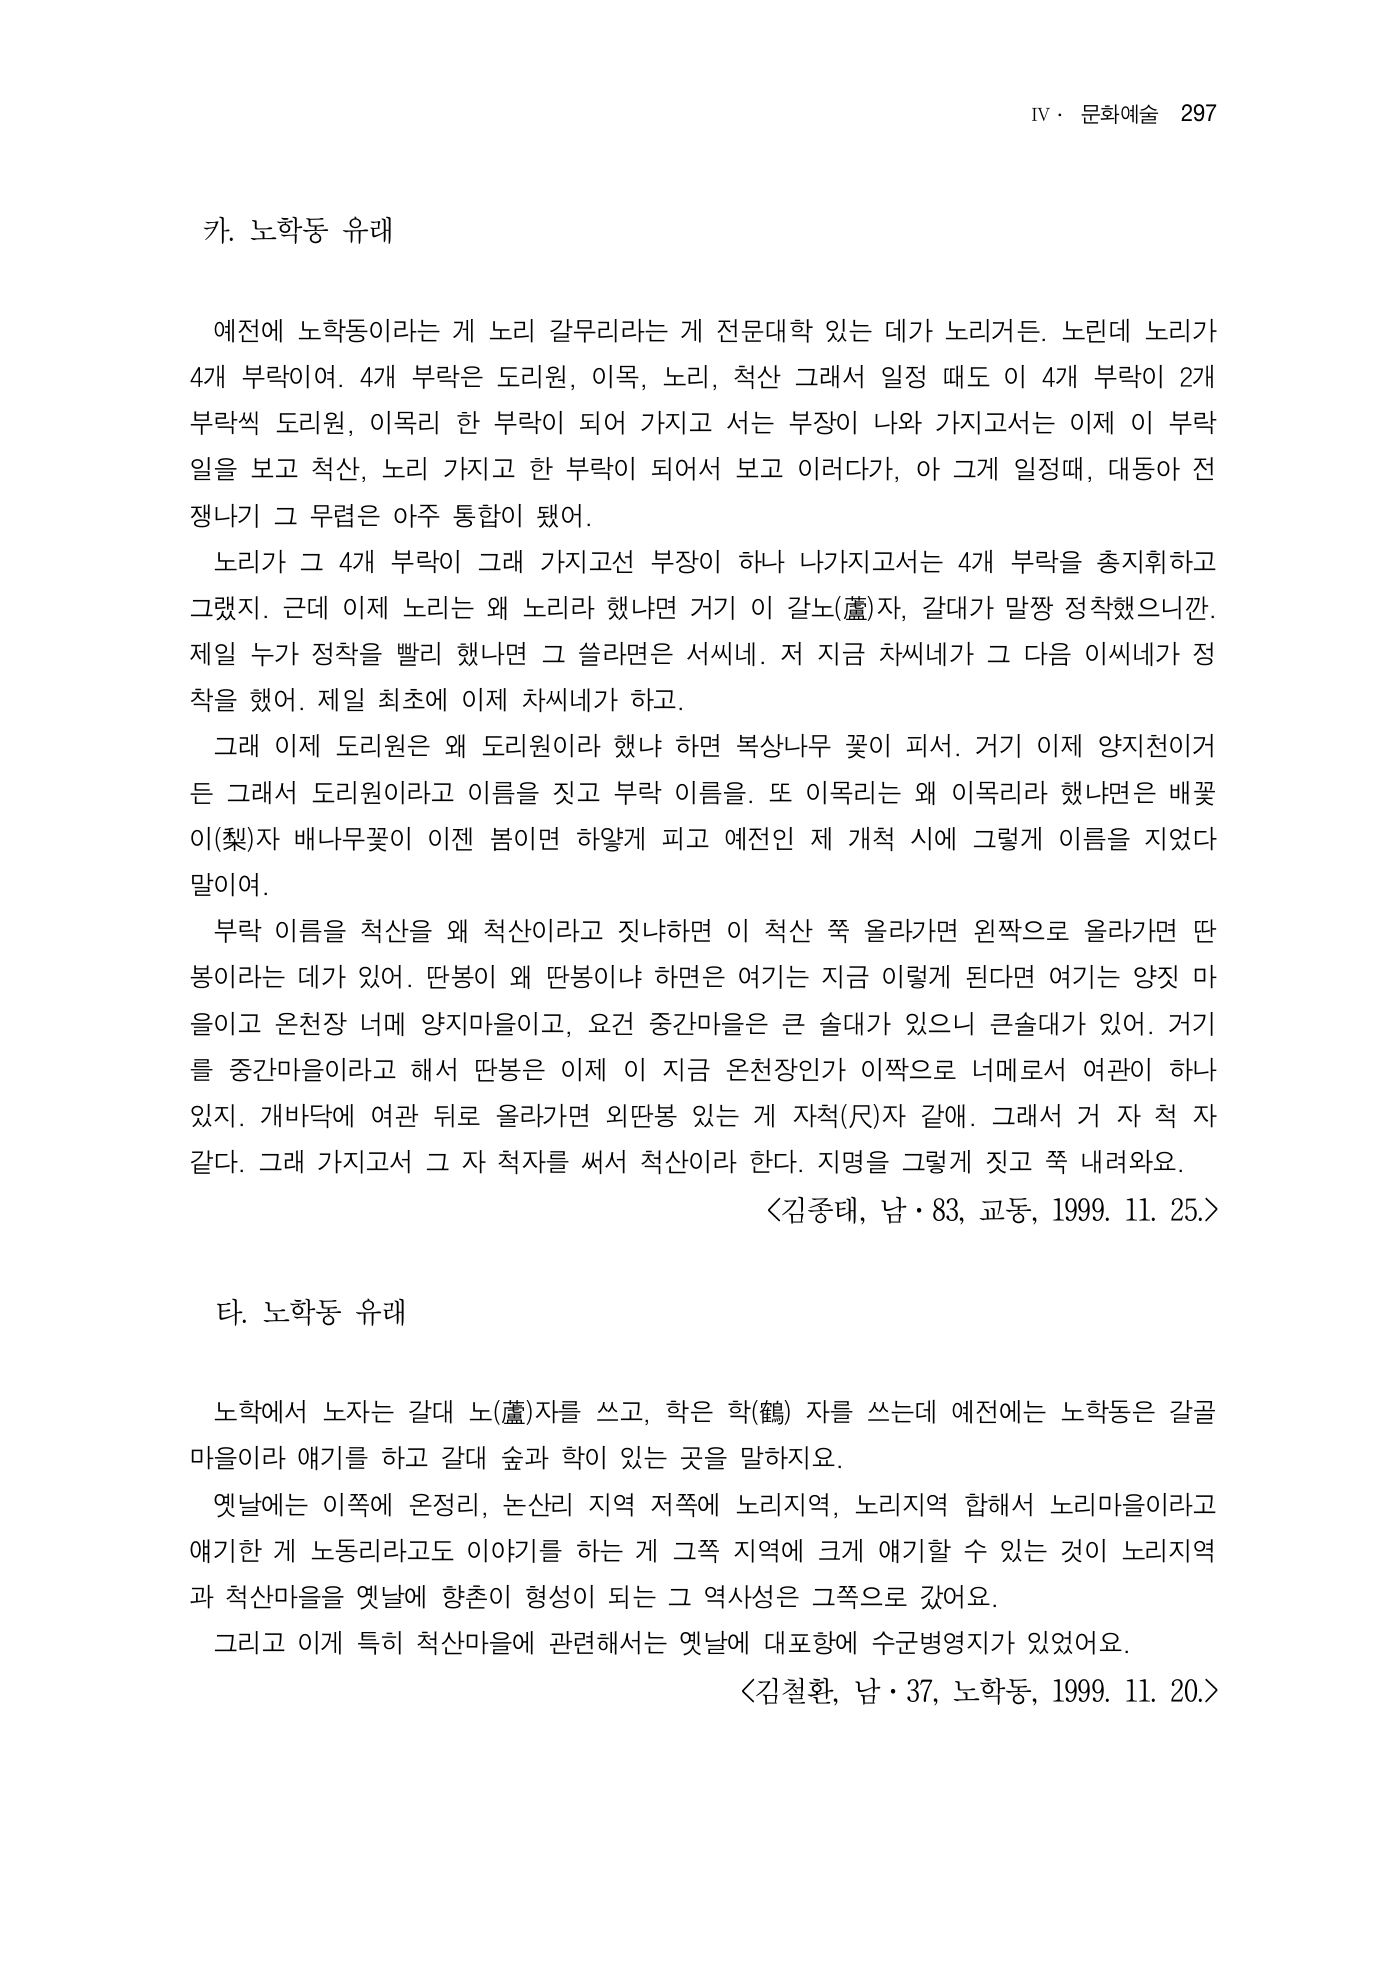 Ⅳ · 문화예술 297
카. 노학동 유래
예전에 노학동이라는 게 노리 갈무리라는 게 전문대학 있는 데가 노리거든. 노린데 노리가
4개 부락이여. 4개 부락은 도리원, 이목, 노리, 척산 그래서 일정 때도 이 4개 부락이 2개
부락씩 도리원, 이목리 한 부락이 되어 가지고 서는 부장이 나와 가지고서는 이제 이 부락
일을 보고 척산, 노리 가지고 한 부락이 되어서 보고 이러다가, 아 그게 일정때, 대동아 전
쟁나기 그 무렵은 아주 통합이 됐어.
노리가 그 4개 부락이 그래 가지고선 부장이 하나 나가지고서는 4개 부락을 총지휘하고
그랬지. 근데 이제 노리는 왜 노리라 했냐면 거기 이 갈노(蘆)자, 갈대가 말짱 정착했으니깐.
제일 누가 정착을 빨리 했나면 그 쓸라면은 서씨네. 저 지금 차씨네가 그 다음 이씨네가 정
착을 했어. 제일 최초에 이제 차씨네가 하고.
그래 이제 도리원은 왜 도리원이라 했냐 하면 복상나무 꽃이 피서. 거기 이제 양지천이거
든 그래서 도리원이라고 이름을 짓고 부락 이름을. 또 이목리는 왜 이목리라 했냐면은 배꽃
이(梨)자 배나무꽃이 이젠 봄이면 하얗게 피고 예전인 제 개척 시에 그렇게 이름을 지었다
말이여.
부락 이름을 척산을 왜 척산이라고 짓냐하면 이 척산 쭉 올라가면 왼짝으로 올라가면 딴
봉이라는 데가 있어. 딴봉이 왜 딴봉이냐 하면은 여기는 지금 이렇게 된다면 여기는 양짓 마
을이고 온천장 너메 양지마을이고, 요건 중간마을은 큰 솔대가 있으니 큰솔대가 있어. 거기
를 중간마을이라고 해서 딴봉은 이제 이 지금 온천장인가 이짝으로 너메로서 여관이 하나
있지. 개바닥에 여관 뒤로 올라가면 외딴봉 있는 게 자척(尺)자 같애. 그래서 거 자 척 자
같다. 그래 가지고서 그 자 척자를 써서 척산이라 한다. 지명을 그렇게 짓고 쭉 내려와요.
<김종태, 남·83, 교동, 1999. 11. 25.>
타. 노학동 유래
노학에서 노자는 갈대 노(蘆)자를 쓰고, 학은 학(鶴) 자를 쓰는데 예전에는 노학동은 갈골
마을이라 얘기를 하고 갈대 숲과 학이 있는 곳을 말하지요.
옛날에는 이쪽에 온정리, 논산리 지역 저쪽에 노리지역, 노리지역 합해서 노리마을이라고
얘기한 게 노동리라고도 이야기를 하는 게 그쪽 지역에 크게 얘기할 수 있는 것이 노리지역
과 척산마을을 옛날에 향촌이 형성이 되는 그 역사성은 그쪽으로 갔어요.
그리고 이게 특히 척산마을에 관련해서는 옛날에 대포항에 수군병영지가 있었어요.
<김철환, 남·37, 노학동, 1999. 11. 20.>